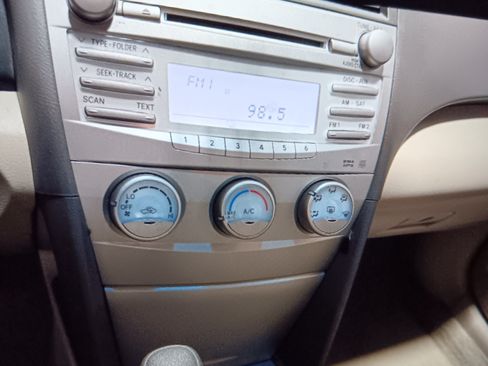 TYPE·FOLDER
SEEK·TRACK
SCAN TEXT
FM1
98.5
DISC·AUX
AM·SAT
FM1 FM2
1 2 3 4 5 6
OFF
A/C